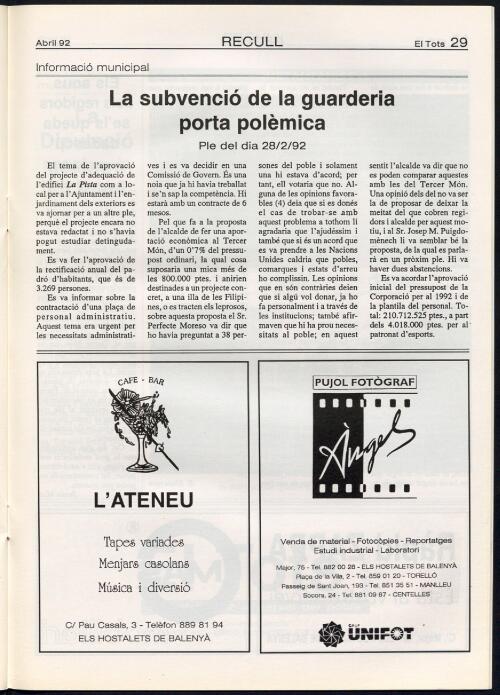 Abril 92
RECULL
El Tots 29
Informació municipal
La subvenció de la guarderia
porta polèmica
Ple del dia 28/2/92
El tema de l'aprovació
del projecte d'adequació de
l'edifici La Pista com a lo-
cal per a l'Ajuntament i l'en-
jardinament dels exteriors es
va ajornar per a un altre ple,
perquè el projecte encara no
estava redactat i no s'havia
pogut estudiar detinguda-
ment.
Es va fer l'aprovació de
la rectificació anual del pa-
dró d'habitants, que és de
3.269 persones.
Es va informar sobre la
contractació d'una plaça de
personal administratiu.
Aquest tema era urgent per
les necessitats administrati-
ves i es va decidir en una
Comissió de Govern. És una
noia que ja hi havia treballat
i se'n sap la competència. Hi
estarà amb un contracte de 6
mesos.
Pel que fa a la proposta
de l'alcalde de fer una apor-
tació econòmica al Tercer
Món, d'un 0'7% del pressu-
post ordinari, la qual cosa
suposaria una mica més de
les 800.000 ptes. i anirien
destinades a un projecte con-
cret, a una illa de les Filipi-
nes, o es tracten els leprosos,
sobre aquesta proposta el Sr.
Perfecte Moreso va dir que
ho havia preguntat a 38 per-
sones del poble i solament
una hi estava d'acord; per
tant, ell votaria que no. Al-
guna de les opinions favora-
bles (4) deia que si es donés
el cas de trobar-se amb
aquest problema a tothom li
agradaria que l'ajudéssim i
també que si és un acord que
es va prendre a les Nacions
Unides caldria que pobles,
comarques i estats d'arreu
ho complissin. Les opinions
que en són contràries deien
que si algú vol donar, ja ho
fa personalment i a través de
les institucions; també afir-
maven que hi ha prou neces-
sitats al poble; en aquest
sentit l'alcalde va dir que no
es poden comparar aquestes
amb les del Tercer Món.
Una opinió dels del no va ser
la de proposar de deixar la
meitat del que cobren regi-
dors i alcalde per aquest mo-
tiu, i al Sr. Josep M. Puigdo-
mènech li va semblar bé la
proposta, de la qual es parla-
rà en un pròxim ple. Hi va
haver dues abstencions.
Es va acordar l'aprovació
inicial del pressupost de la
Corporació per al 1992 i de
la plantilla del personal. To-
tal: 210.712.525 ptes., a part
dels 4.018.000 ptes. per al
patronat d'esports.
CAFE - BAR
L'ATENEU
Tapes variades
Menjars casolans
Música i diversió
C/ Pau Casals, 3 - Telèfon 889 81 94
ELS HOSTALETS DE BALENYÀ
PUJOL FOTÒGRAF
Àngel
Venda de material - Fotocòpies - Reportatges
Estudi industrial - Laboratori
Major, 75 - Tel. 882 00 28 - ELS HOSTALETS DE BALENYÀ
Plaça de la Vila, 2 - Tel. 859 01 20 - TORELLÓ
Passeig de Sant Joan, 193 - Tel. 851 35 51 - MANLLEU
Socors, 24 - Tel. 881 09 87 - CENTELLES
GRUP
UNIFOT